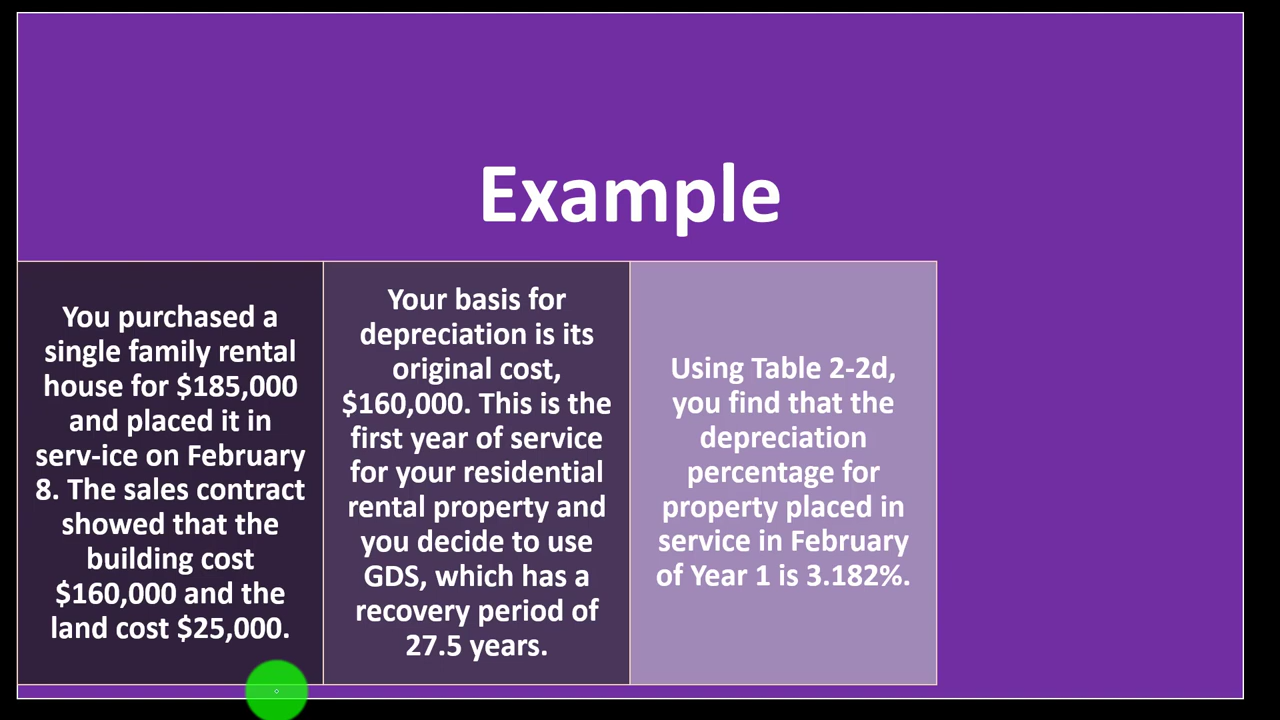 Example
You purchased a
single family rental
house for $185,000
and placed it in
serv-ice on February
8. The sales contract
showed that the
building cost
$160,000 and the
land cost $25,000.
Your basis for
depreciation is its
original cost,
$160,000. This is the
first year of service
for your residential
rental property and
you decide to use
GDS, which has a
recovery period of
27.5 years.
Using Table 2-2d,
you find that the
depreciation
percentage for
property placed in
service in February
of Year 1 is 3.182%.